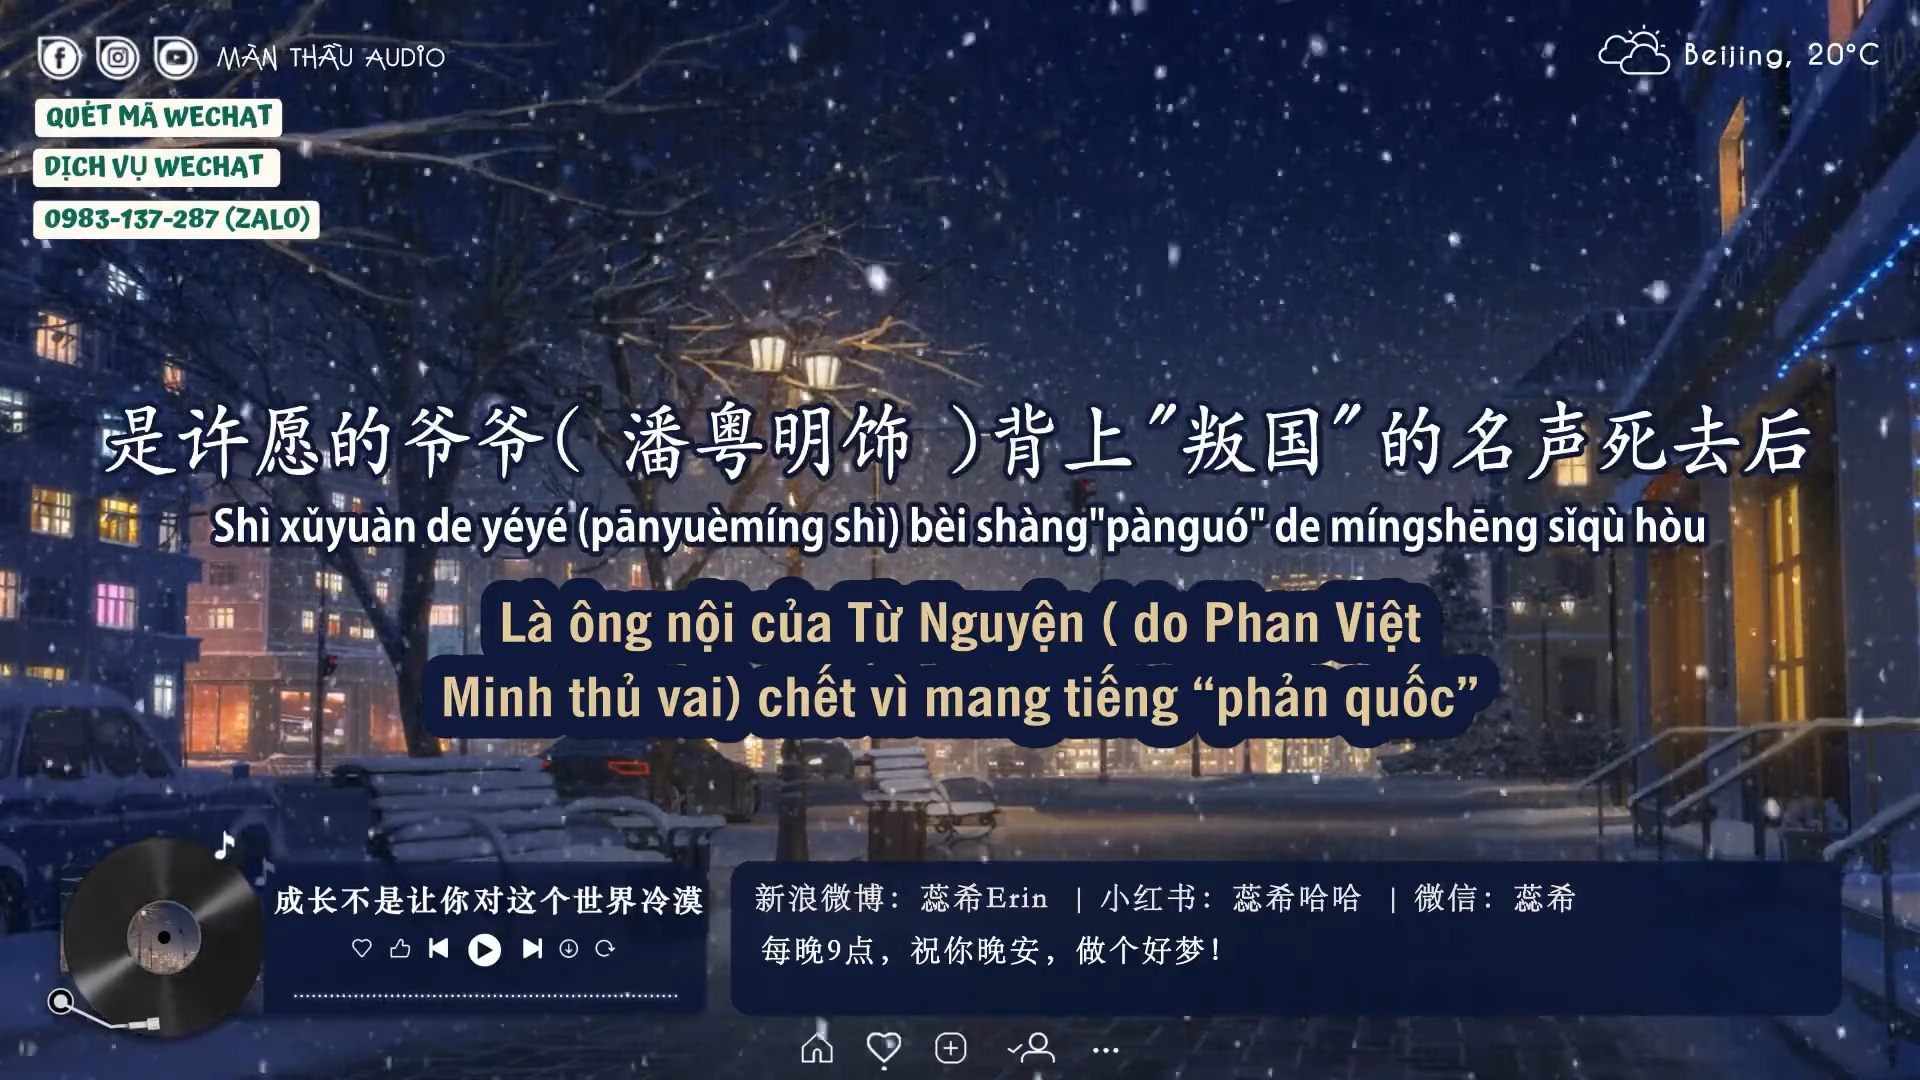 MÀN THẦU AUDIO
Beijing, 20°C
QUÉT MÃ WECHAT
DỊCH VỤ WECHAT
0983-137-287 (ZALO)
是许愿的爷爷( 潘粤明饰 )背上"叛国"的名声死去后
Shì xǔyuàn de yéyé (pānyuèmíng shì) bèi shàng"pànguó" de míngshēng sǐqù hòu
Là ông nội của Từ Nguyện ( do Phan Việt
Minh thủ vai) chết vì mang tiếng “phản quốc”
成长不是让你对这个世界冷漠
新浪微博：蕊希Erin ｜小红书：蕊希哈哈 ｜微信：蕊希
每晚9点，祝你晚安，做个好梦！